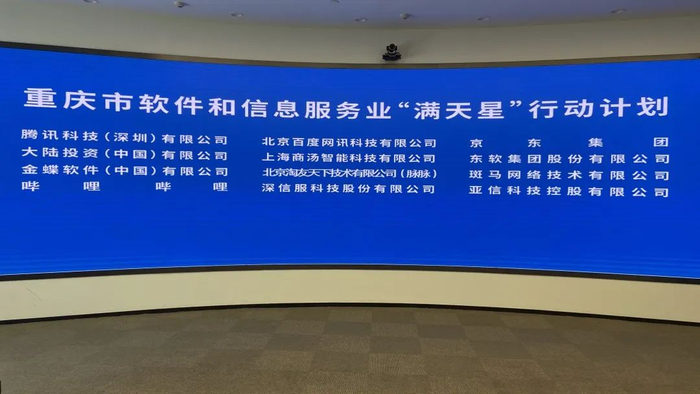 重庆市软件和信息服务业“满天星”行动计划
腾讯科技(深圳)有限公司 北京百度网讯科技有限公司 京东集团
大陆投资(中国)有限公司 上海商汤智能科技有限公司 东软集团股份有限公司
金蝶软件(中国)有限公司 北京淘友天下技术有限公司(脉脉) 斑马网络技术有限公司
哔哩哔哩 深信服科技股份有限公司 亚信科技控股有限公司